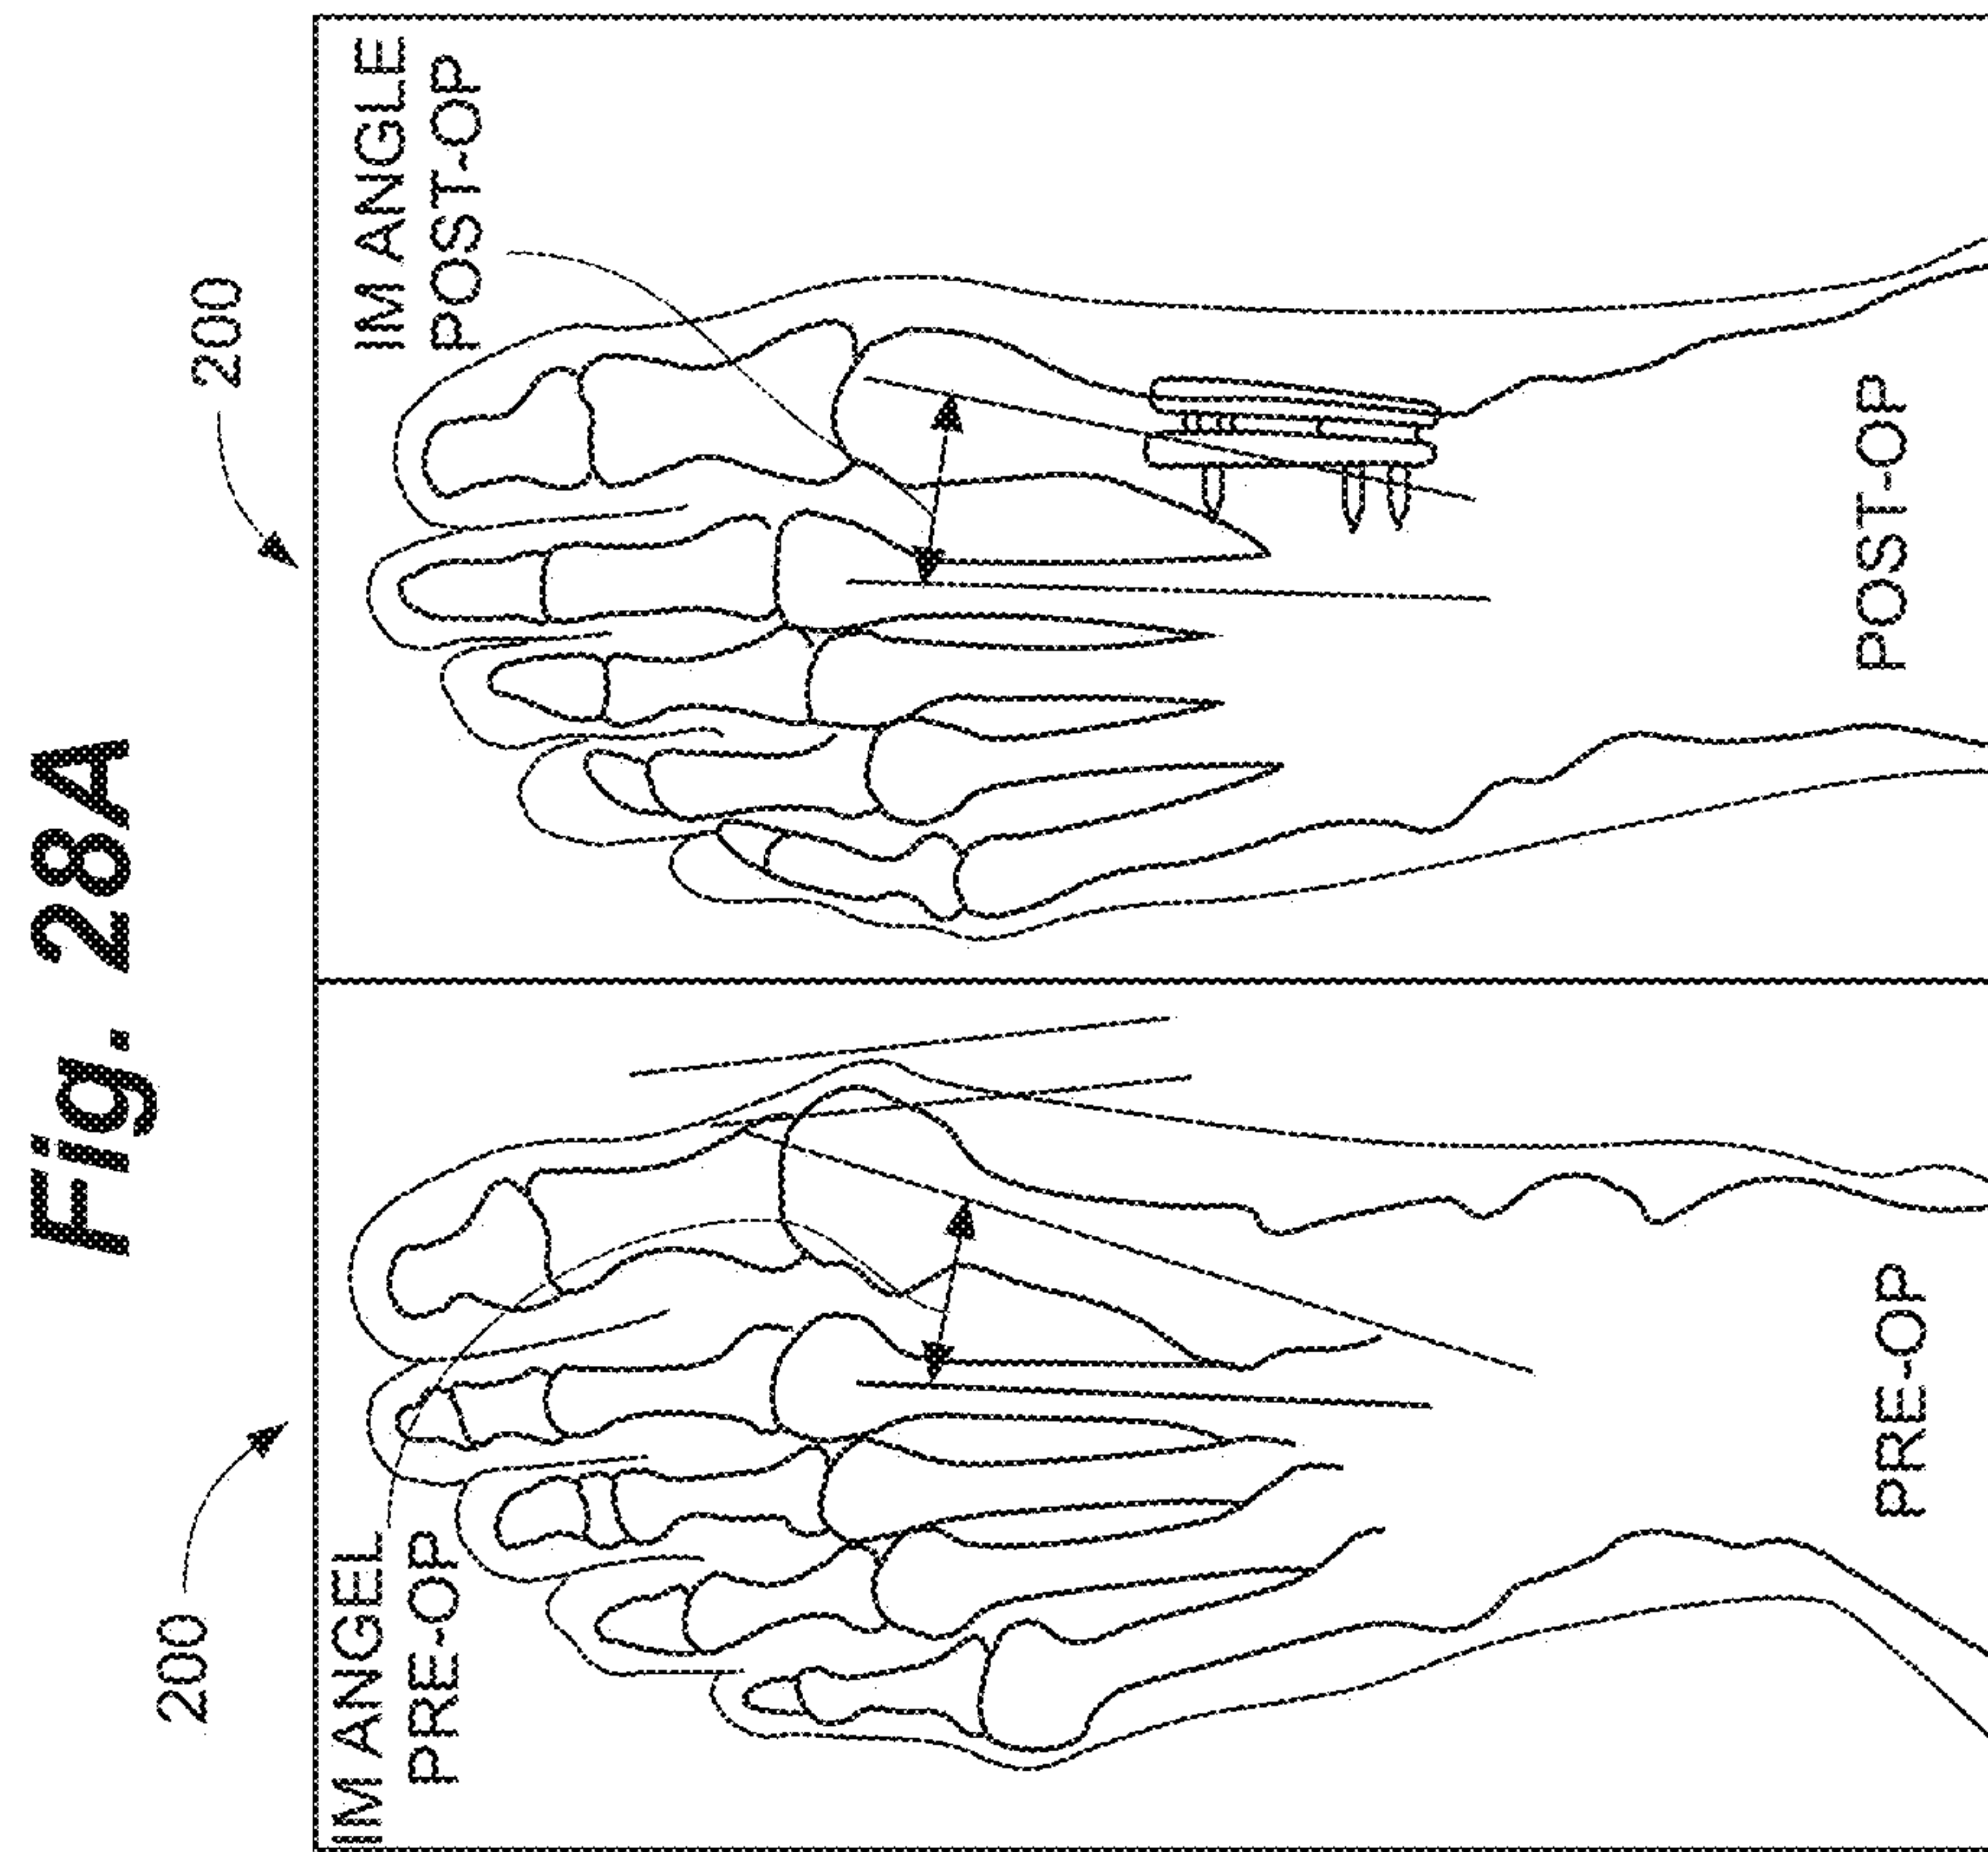 Fig. 28A
200
200
IM ANGEL
PRE-OP
IM ANGLE
POST-OP
PRE-OP
POST-OP